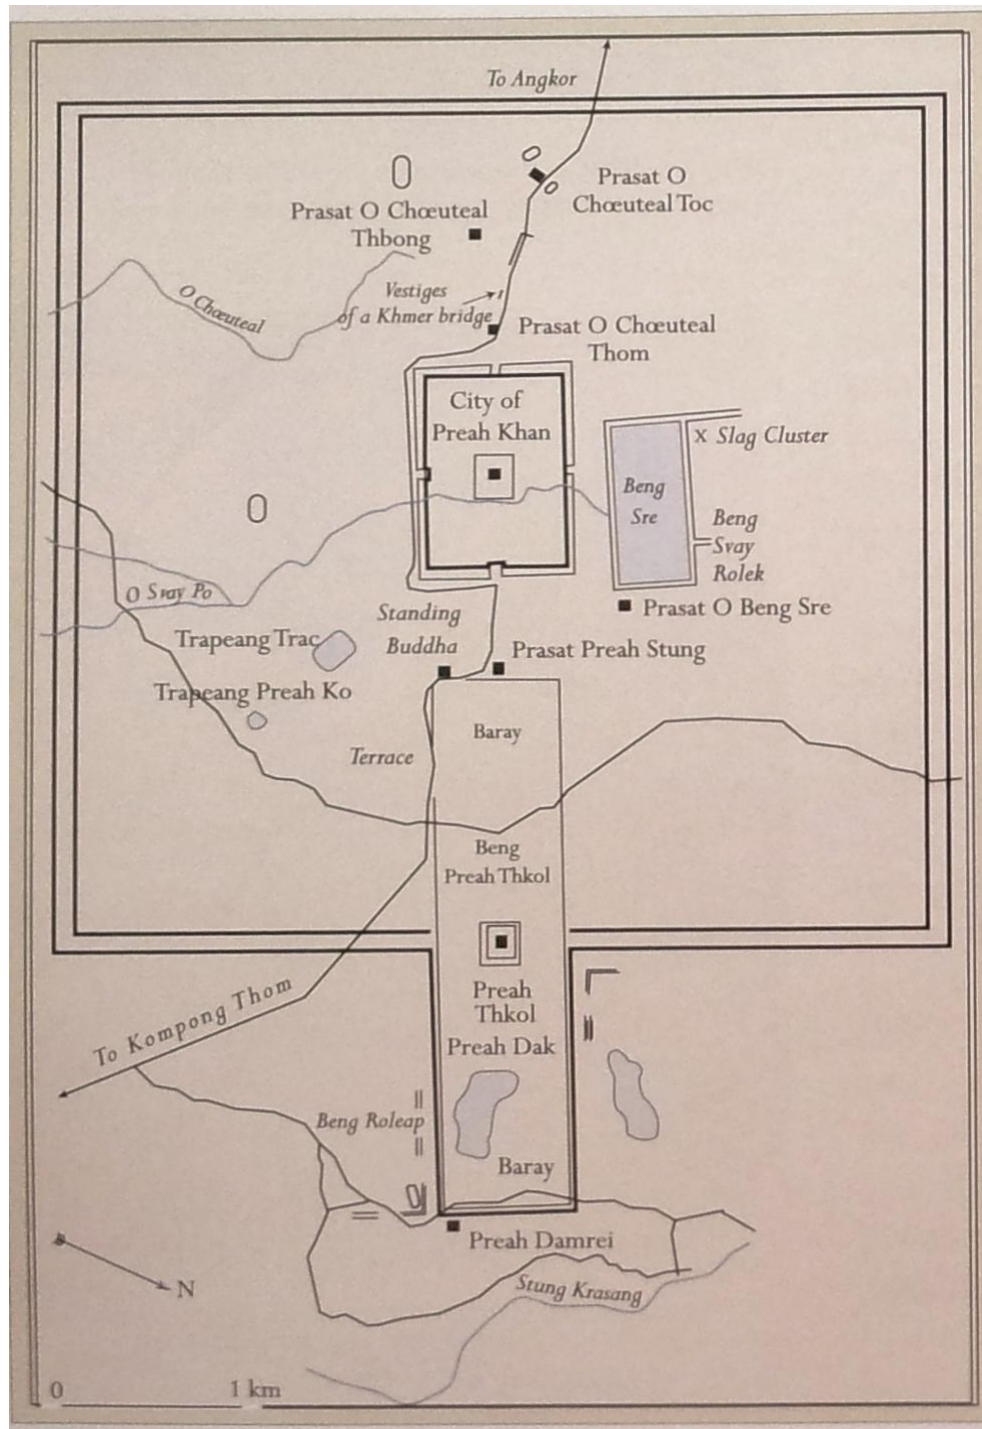 To Angkor
Prasat O
Chœuteal Toc
Prasat O Chœuteal
Thbong
O Chœuteal
Vestiges
of a Khmer bridge
Prasat O Chœuteal
Thom
City of
Preah Khan
x Slag Cluster
Beng
Sre
Beng
Svay
Rolek
O Svay Po
Prasat O Beng Sre
Standing
Buddha
Trapeang Trac
Prasat Preah Stung
Trapeang Preah Ko
Baray
Terrace
Beng
Preah Thkol
Preah
Thkol
To Kompong Thom
Preah Dak
Beng Roleap
Baray
Preah Damrei
N
Stung Krasang
0
1 km